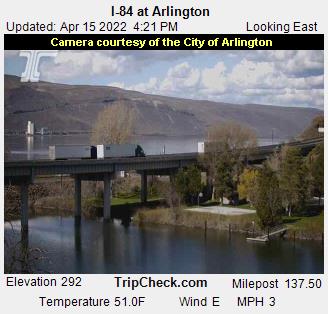 I-84 at Arlington
Updated: Apr 15 2022 4:21 PM Looking East
Camera courtesy of the City of Arlington
Elevation 292 TripCheck.com Milepost 137.50
Temperature 51.0F Wind E MPH 3